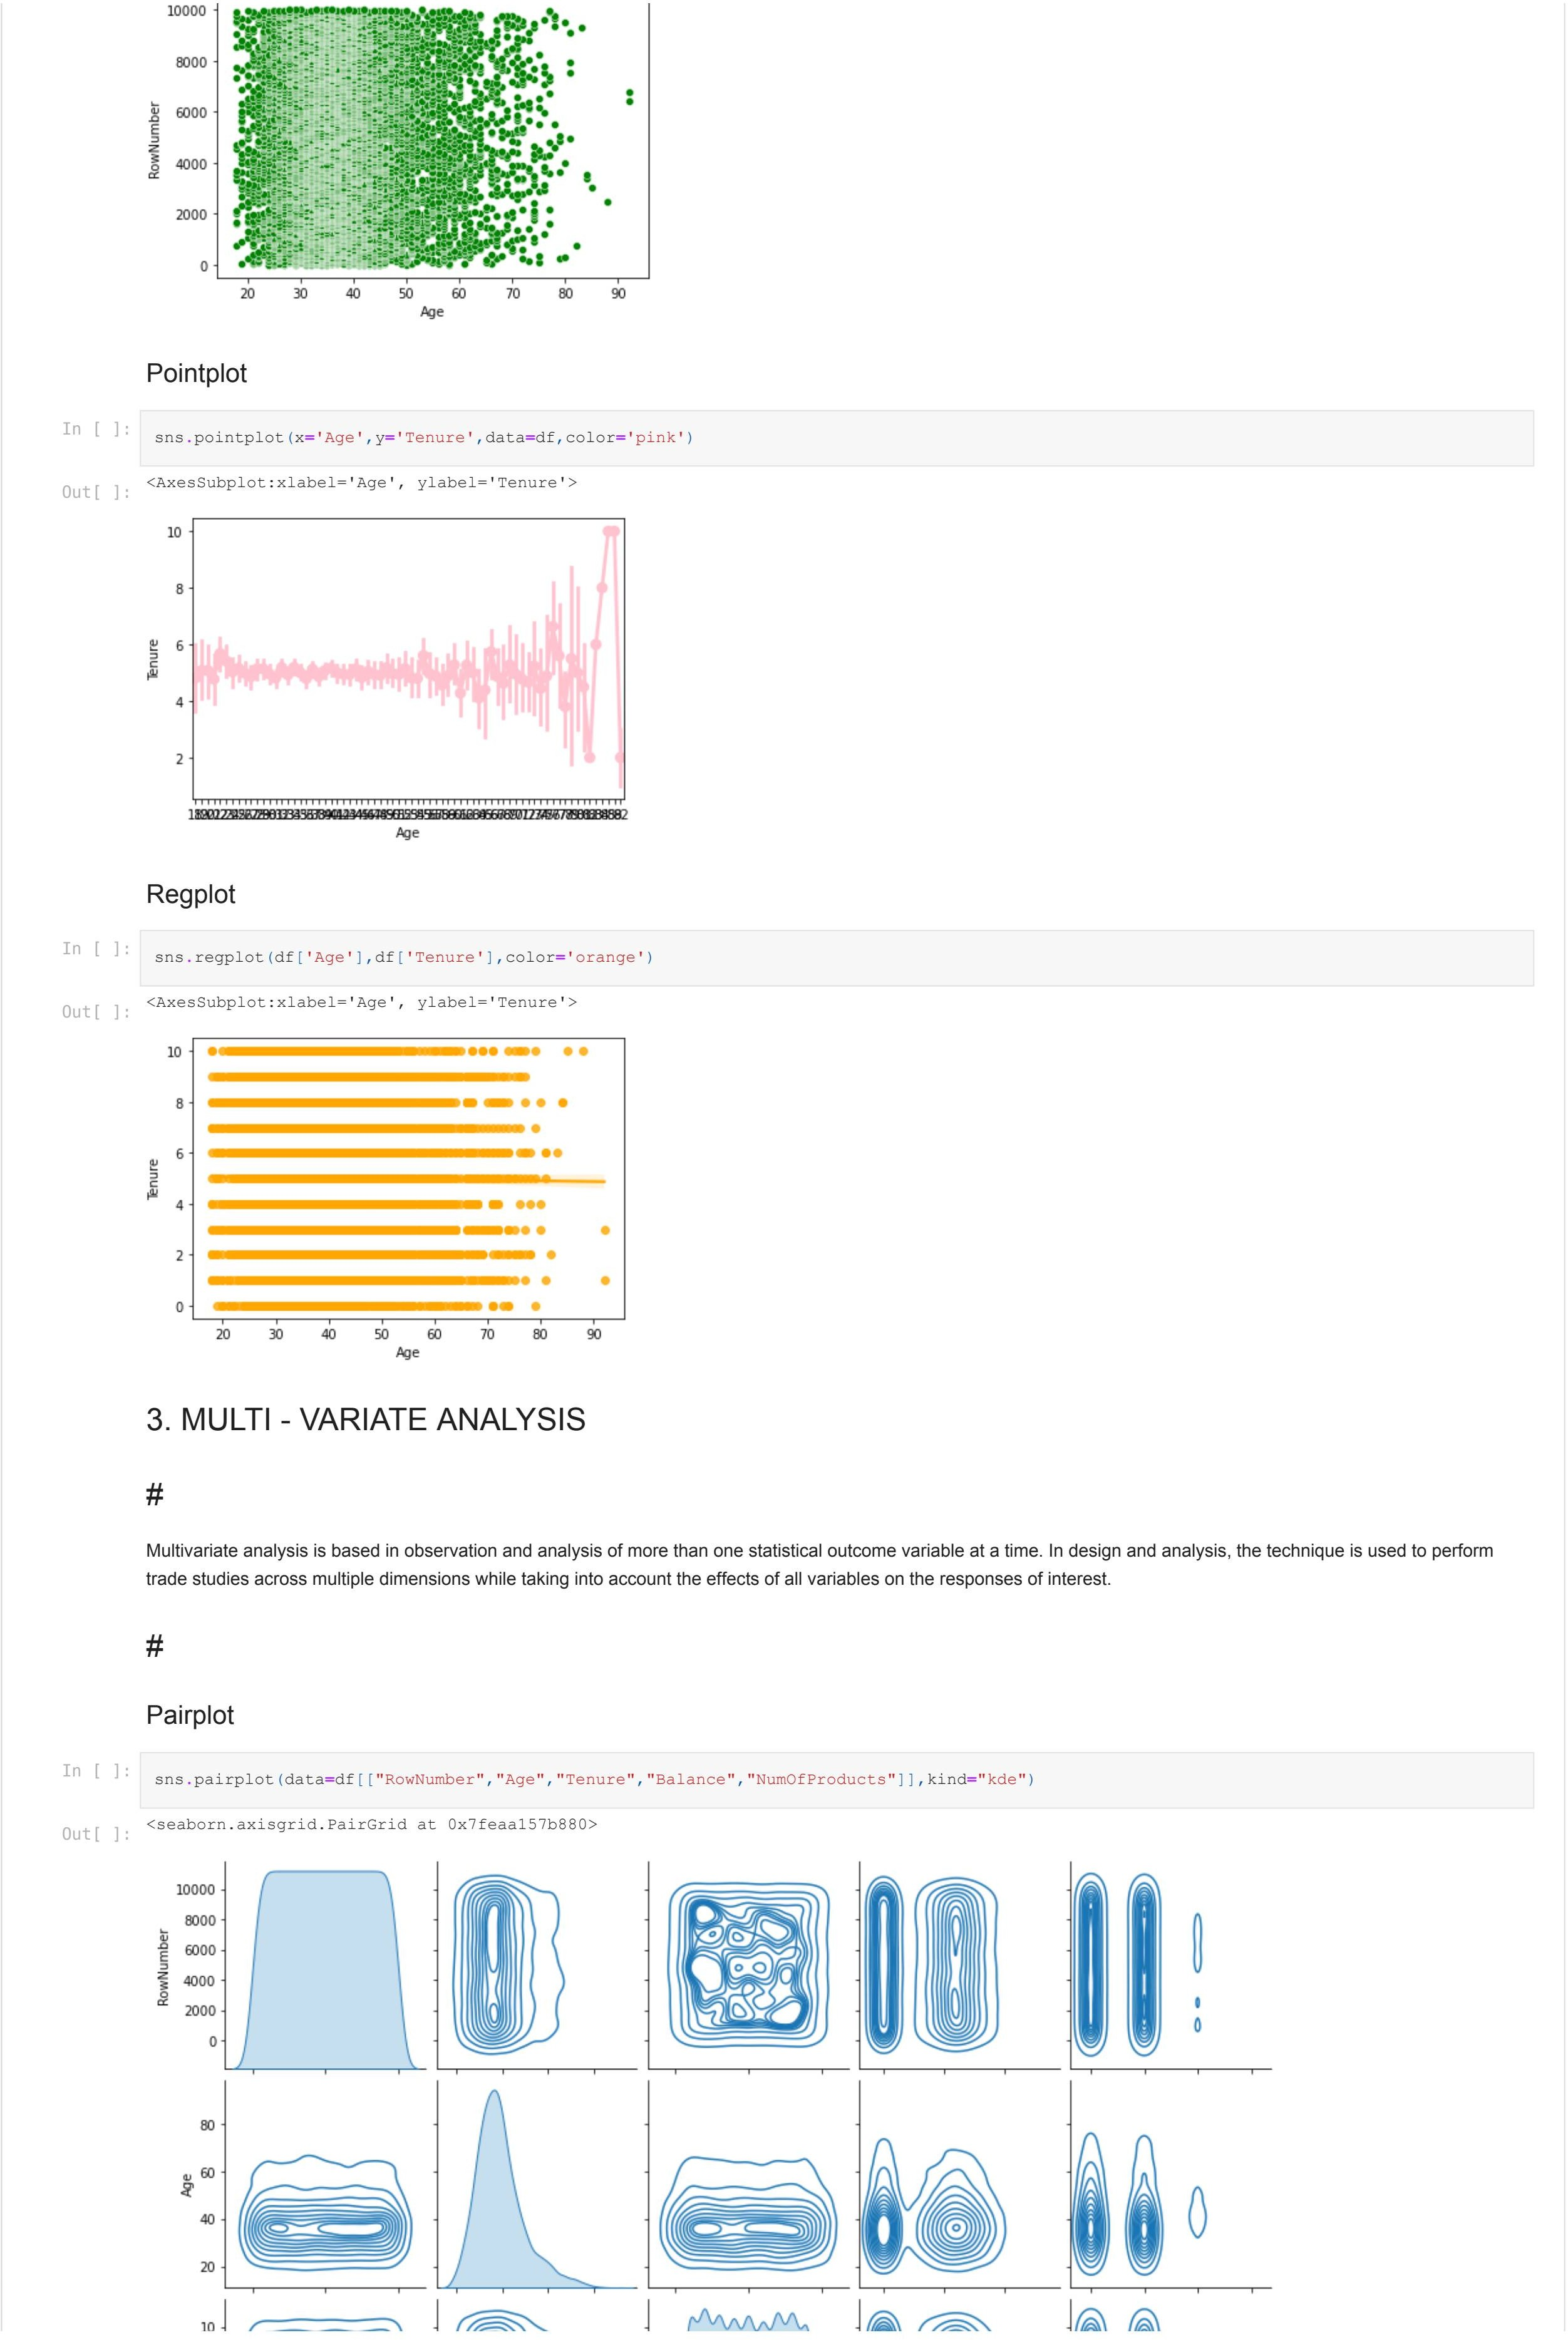 10000
8000
6000
4000
2000
0
RowNumber
20 30 40 50 60 70 80 90
Age
Pointplot
In [ ]: sns.pointplot(x='Age',y='Tenure',data=df,color='pink')
Out[ ]: <AxesSubplot:xlabel='Age', ylabel='Tenure'>
10
8
6
4
2
Tenure
Age
Regplot
In [ ]: sns.regplot(df['Age'],df['Tenure'],color='orange')
Out[ ]: <AxesSubplot:xlabel='Age', ylabel='Tenure'>
10
8
6
4
2
0
Tenure
20 30 40 50 60 70 80 90
Age
3. MULTI - VARIATE ANALYSIS
#
Multivariate analysis is based in observation and analysis of more than one statistical outcome variable at a time. In design and analysis, the technique is used to perform
trade studies across multiple dimensions while taking into account the effects of all variables on the responses of interest.
#
Pairplot
In [ ]: sns.pairplot(data=df[["RowNumber","Age","Tenure","Balance","NumOfProducts"]],kind="kde")
Out[ ]: <seaborn.axisgrid.PairGrid at 0x7feaa157b880>
10000
8000
6000
4000
2000
0
RowNumber
80
60
40
20
Age
10